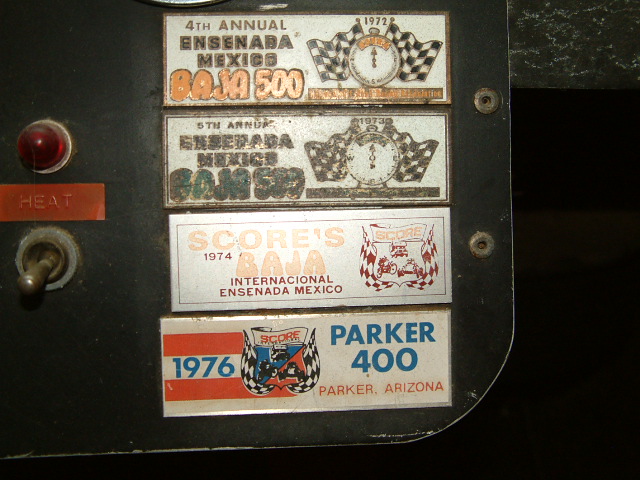 4TH ANNUAL
1972
ENSENADA
MEXICO
BAJA 500
5TH ANNUAL
1973
ENSENADA
MEXICO
BAJA 500
HEAT
SCORE'S
1974 BAJA
INTERNACIONAL
ENSENADA MEXICO
SCORE
1976
SCORE
PARKER
400
PARKER, ARIZONA